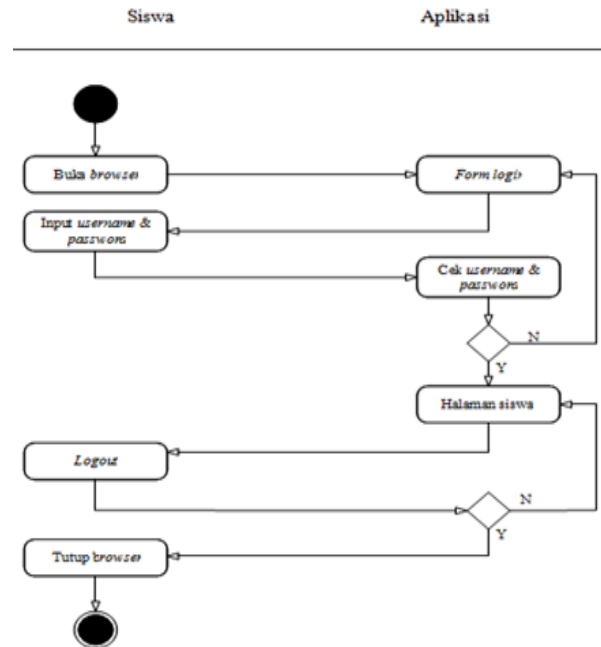 Siswa
Aplikasi
Buka browser
Form login
Input username &
password
Cek username &
password
N
Y
Halaman siswa
Logout
N
Y
Tutup browser